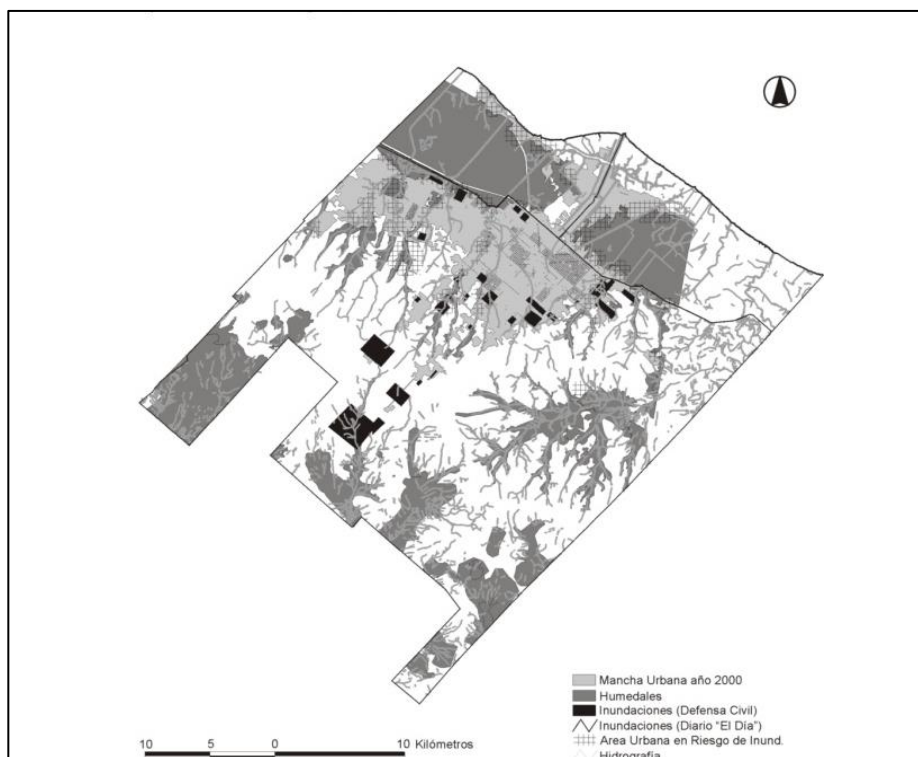 Mancha Urbana año 2000
Humedales
Inundaciones (Defensa Civil)
Inundaciones (Diario "El Día")
Area Urbana en Riesgo de Inund.
Hidrografía
10 5 0 10 Kilómetros